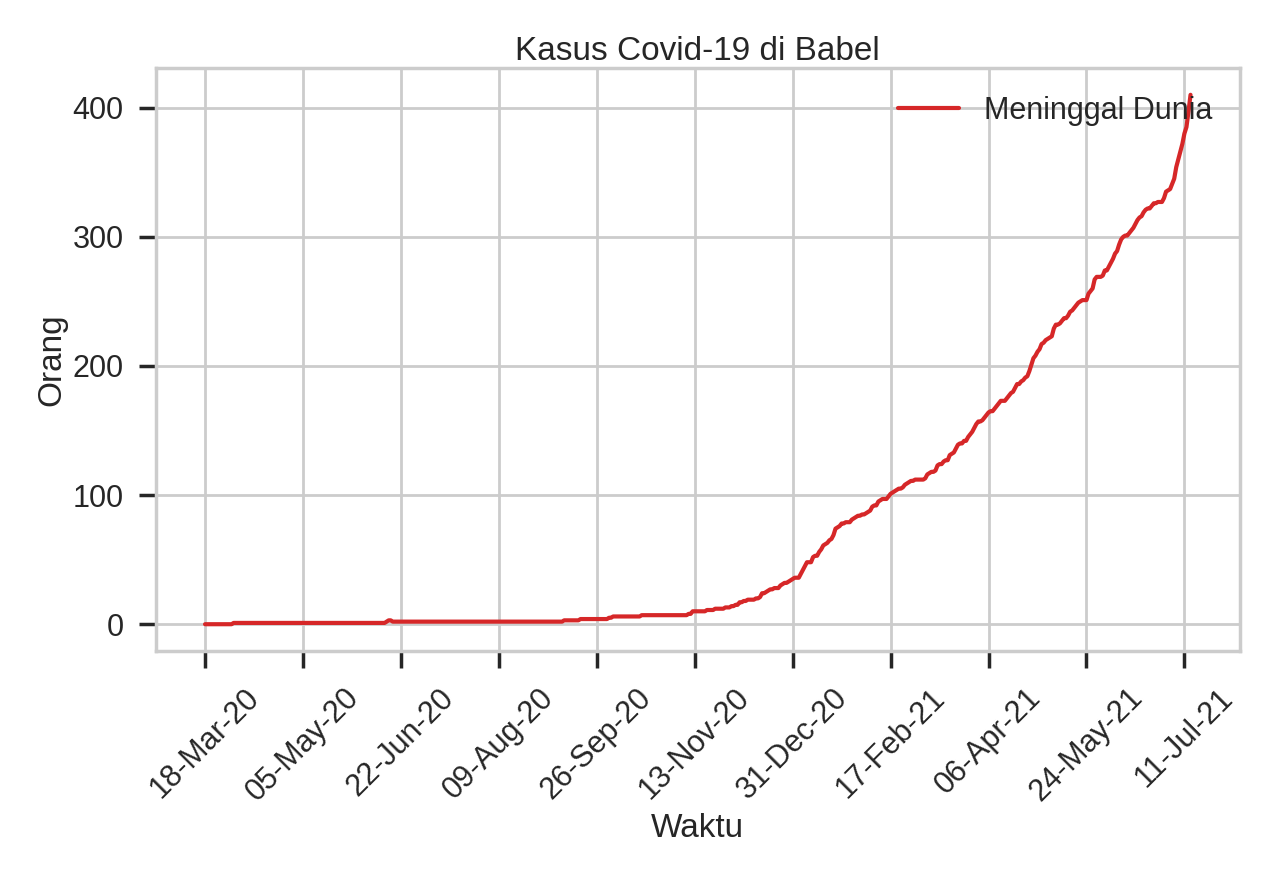 Kasus Covid-19 di Babel
Meninggal Dunia
400
300
200
100
0
Orang
18-Mar-20
05-May-20
22-Jun-20
09-Aug-20
26-Sep-20
13-Nov-20
31-Dec-20
17-Feb-21
06-Apr-21
24-May-21
11-Jul-21
Waktu